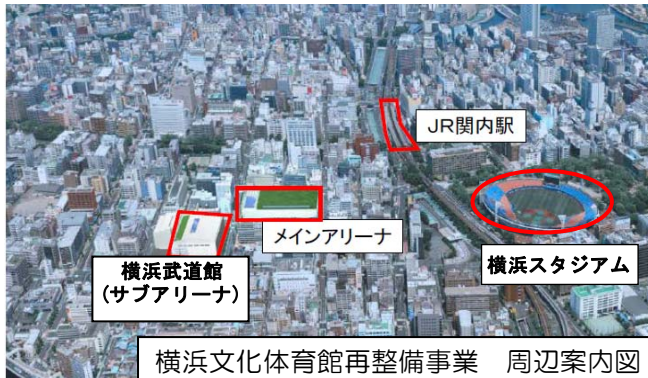 JR関内駅
メインアリーナ
横浜スタジアム
横浜武道館
(サブアリーナ)
横浜文化体育館再整備事業　周辺案内図